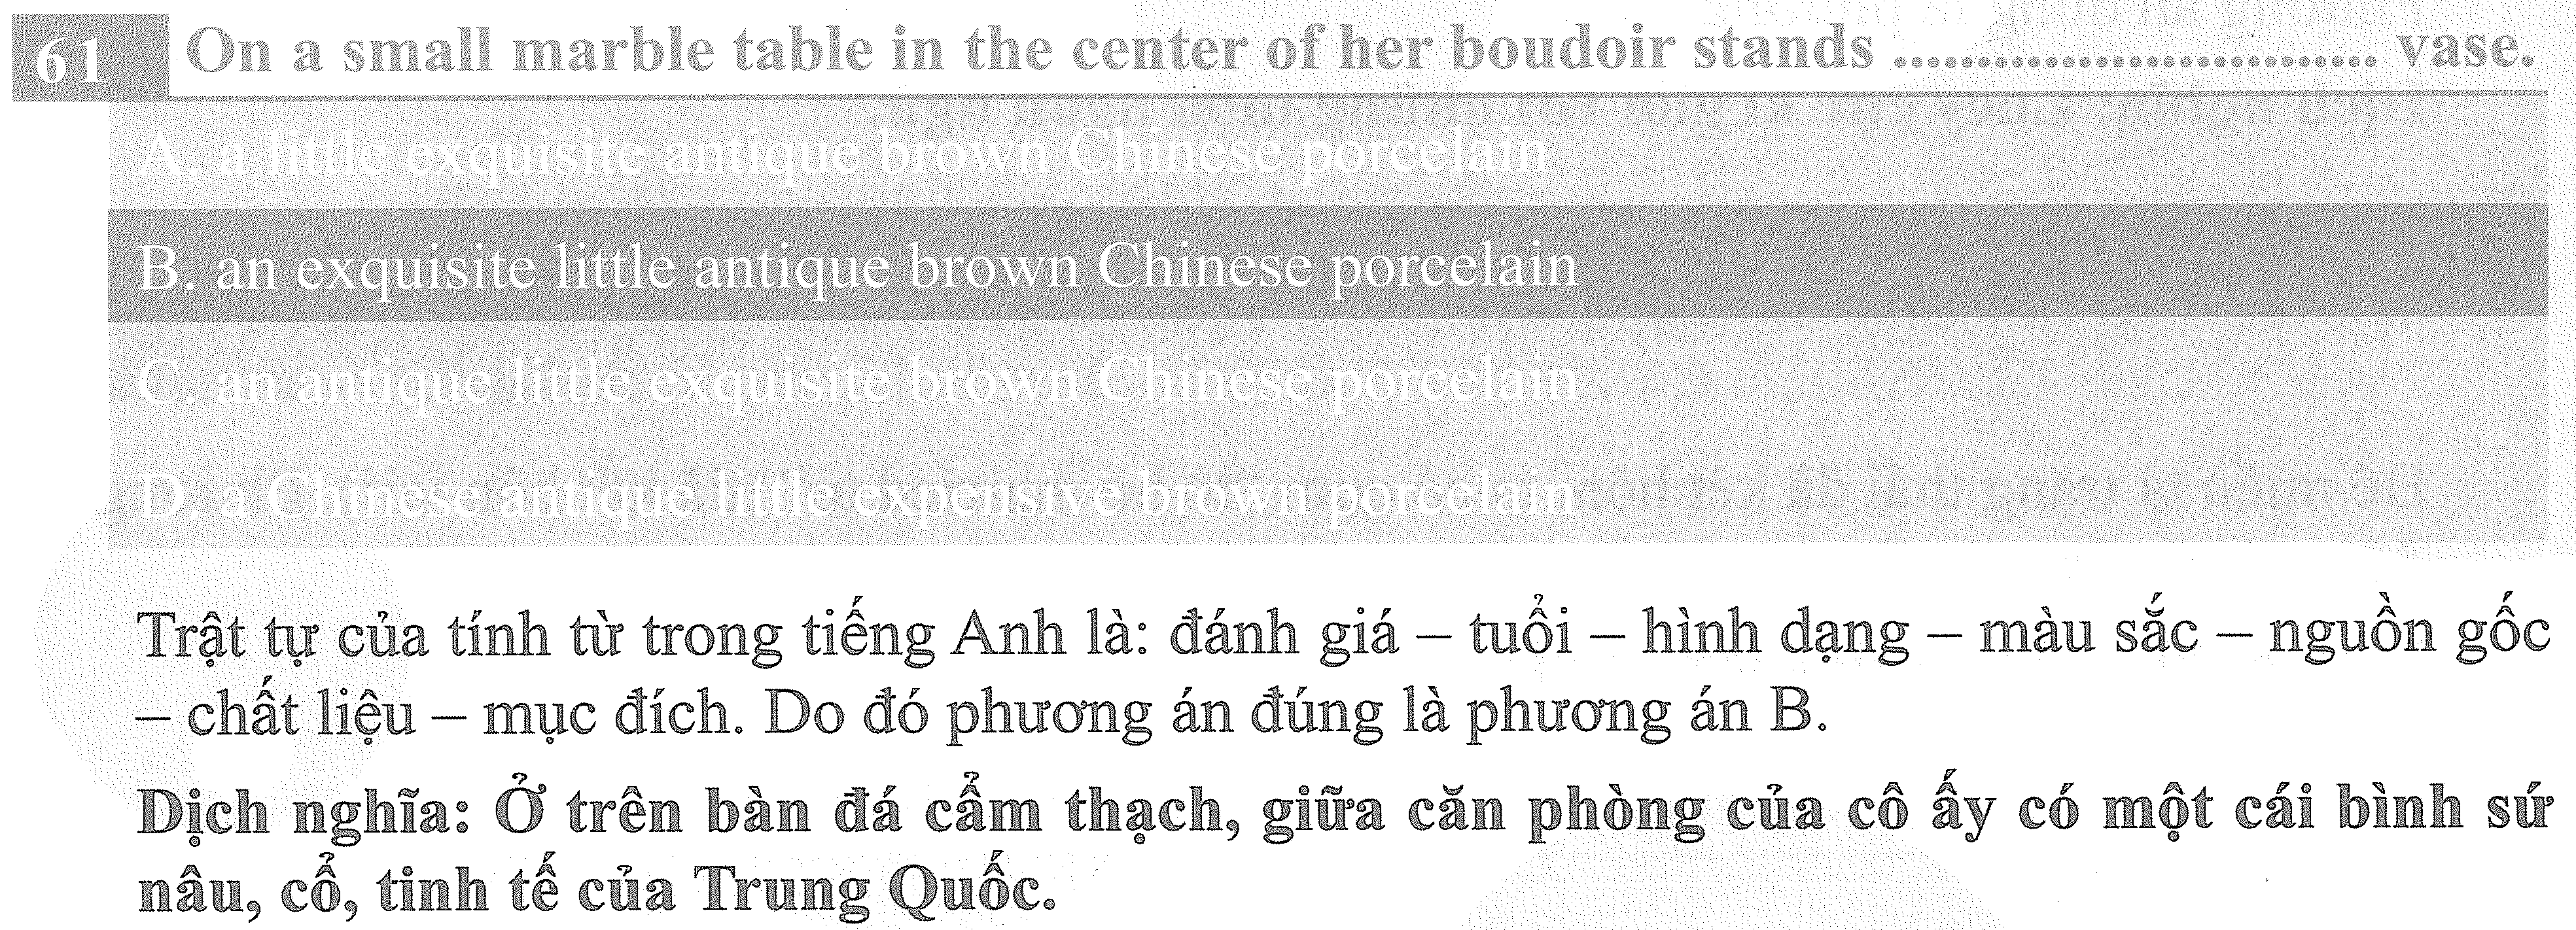 61 On a small marble table in the center of her boudoir stands ............................ vase.
A. a little exquisite antique brown Chinese porcelain
B. an exquisite little antique brown Chinese porcelain
C. an antique little exquisite brown Chinese porcelain
D. a Chinese antique little expensive brown porcelain
Trật tự của tính từ trong tiếng Anh là: đánh giá – tuổi – hình dạng – màu sắc – nguồn gốc
– chất liệu – mục đích. Do đó phương án đúng là phương án B.
Dịch nghĩa: Ở trên bàn đá cẩm thạch, giữa căn phòng của cô ấy có một cái bình sứ
nâu, cổ, tinh tế của Trung Quốc.